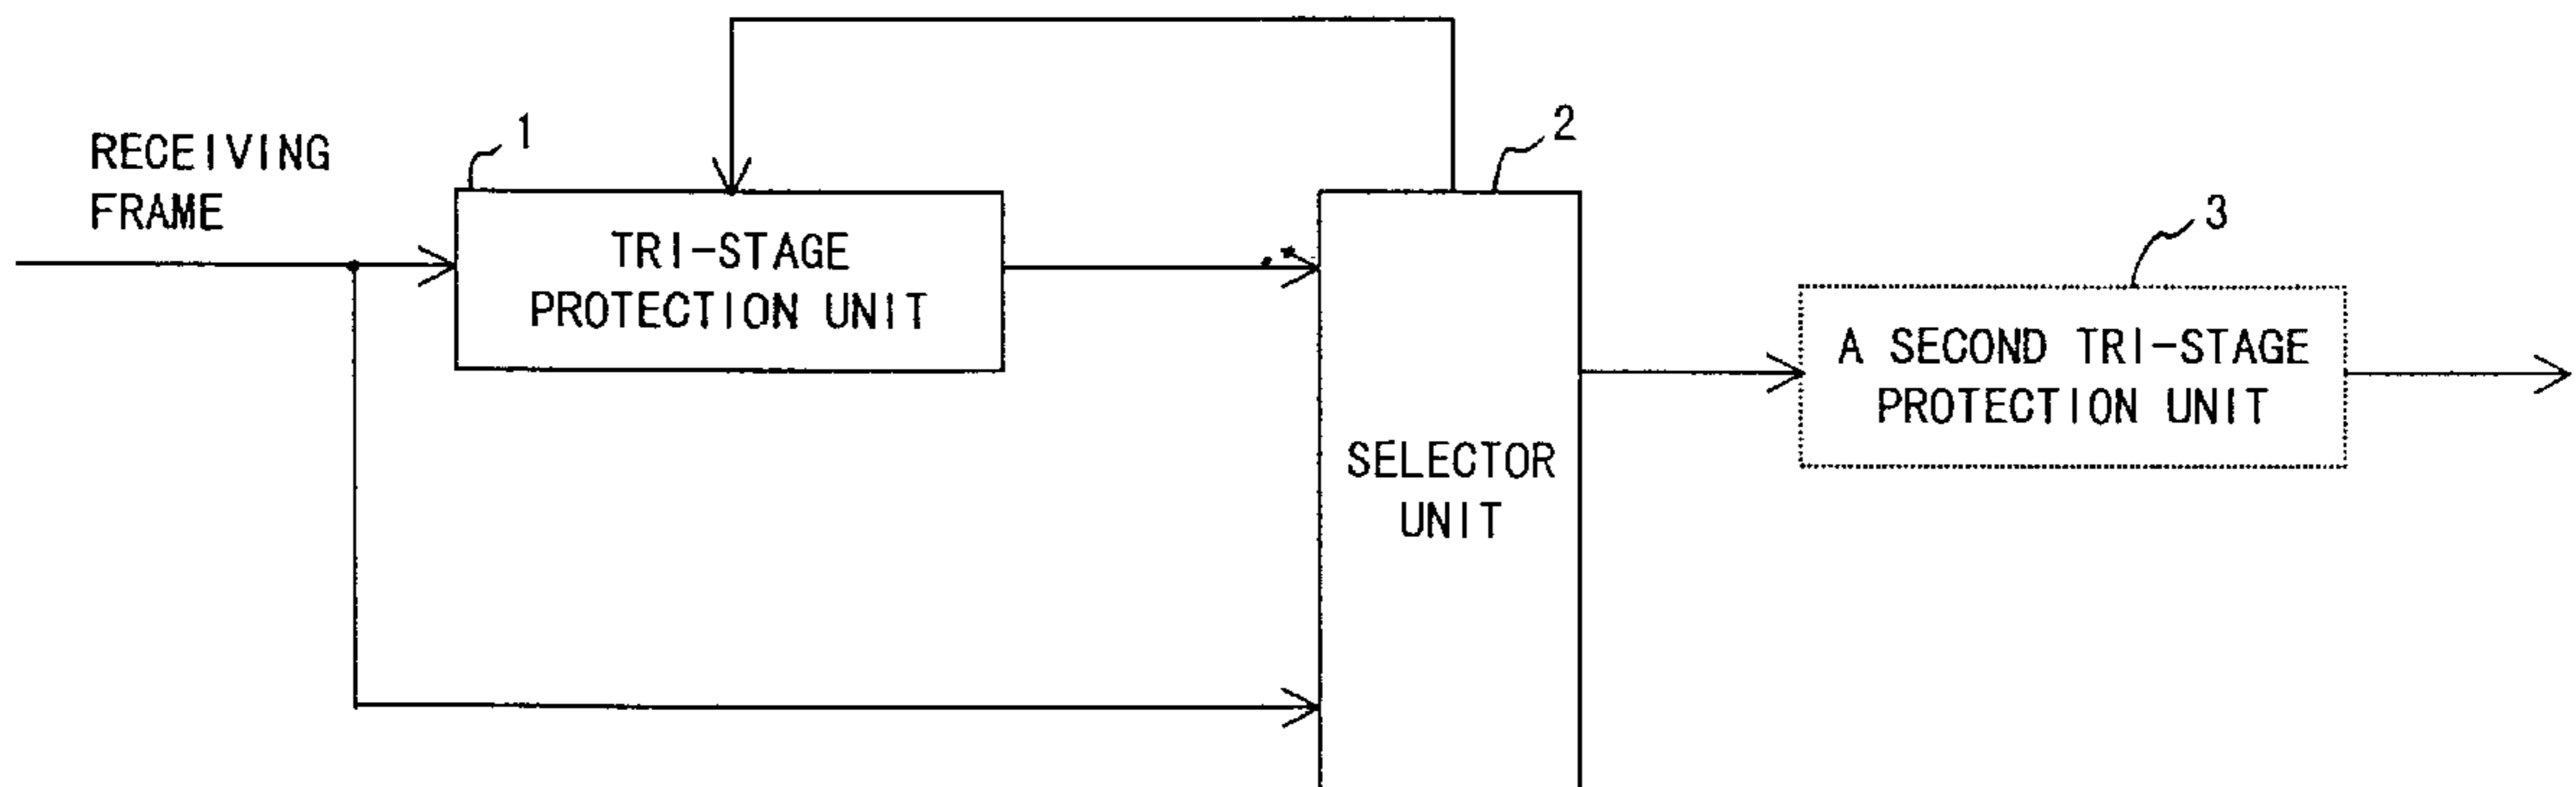 RECEIVING
FRAME
1
TRI-STAGE
PROTECTION UNIT
2
SELECTOR
UNIT
3
A SECOND TRI-STAGE
PROTECTION UNIT